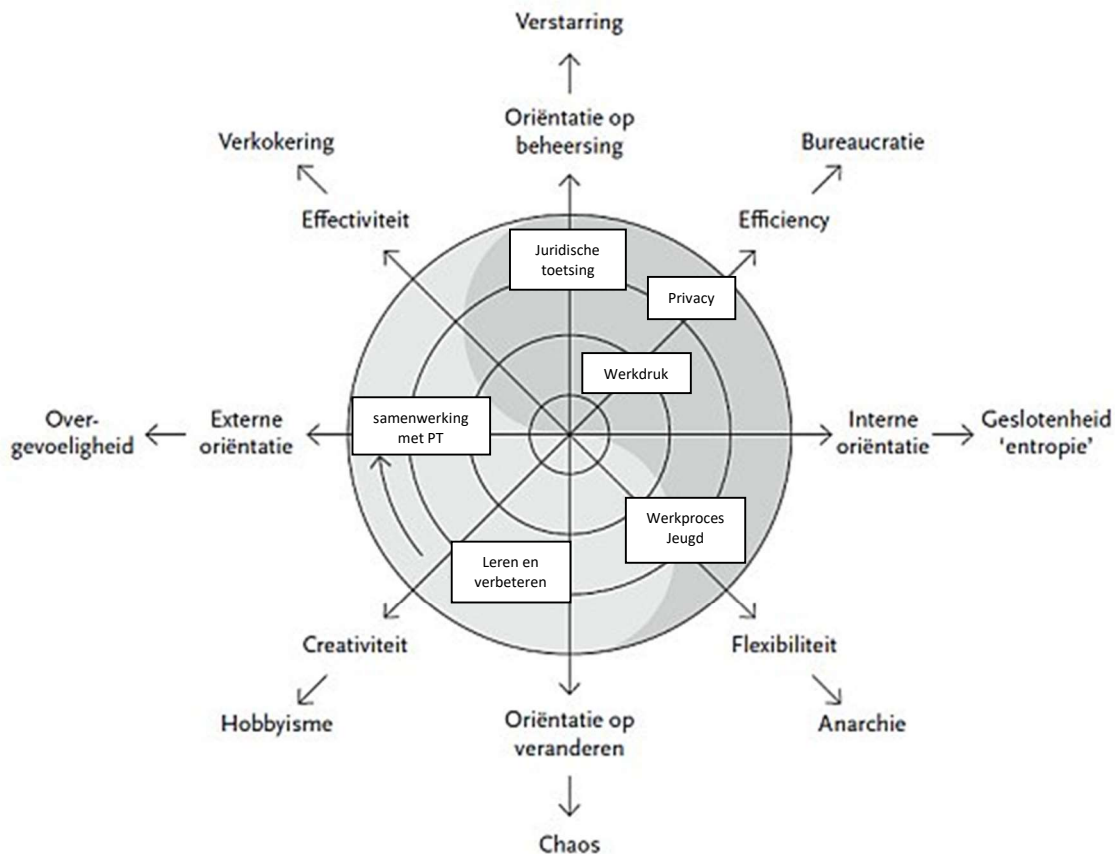 Verstarring
Oriëntatie op
beheersing
Verkokering
Bureaucratie
Effectiviteit
Efficiency
Juridische
toetsing
Privacy
Werkdruk
Over-
gevoeligheid
Externe
oriëntatie
samenwerking
met PT
Interne
oriëntatie
Geslotenheid
‘entropie’
Werkproces
Jeugd
Leren en
verbeteren
Creativiteit
Flexibiliteit
Hobbyisme
Oriëntatie op
veranderen
Anarchie
Chaos